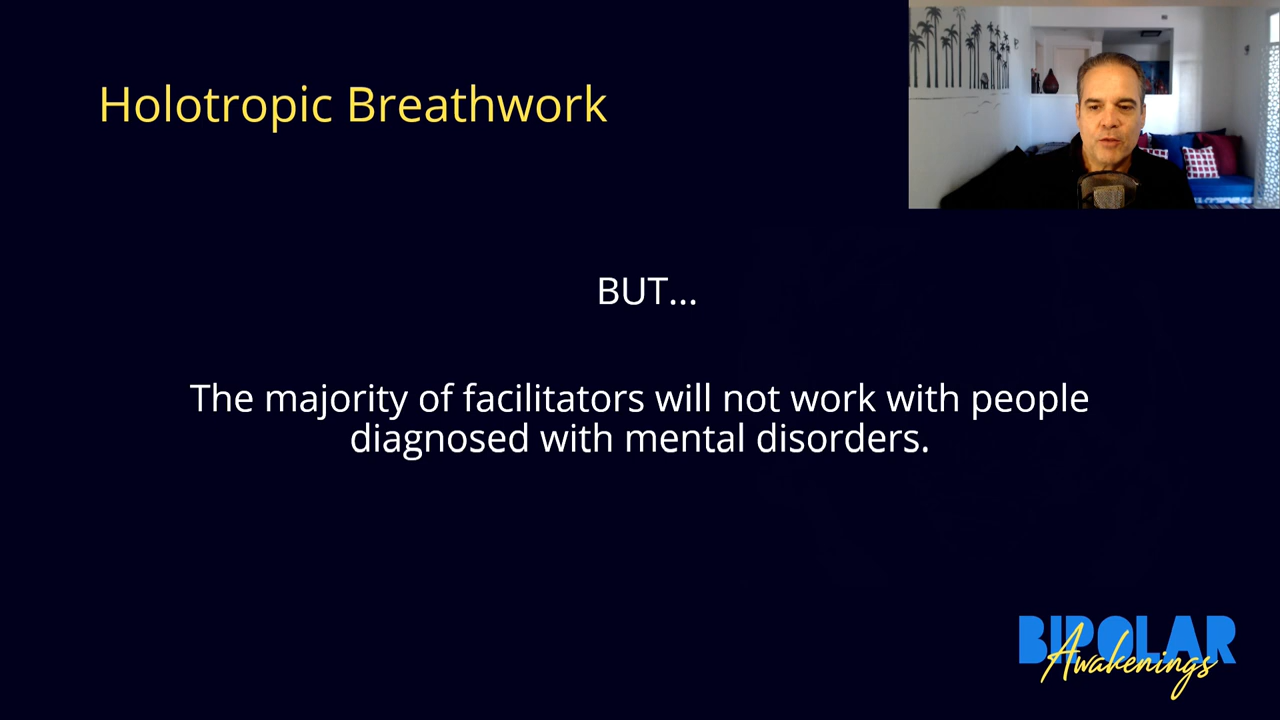 Holotropic Breathwork
BUT...
The majority of facilitators will not work with people
diagnosed with mental disorders.
BIPOLAR
Awakenings